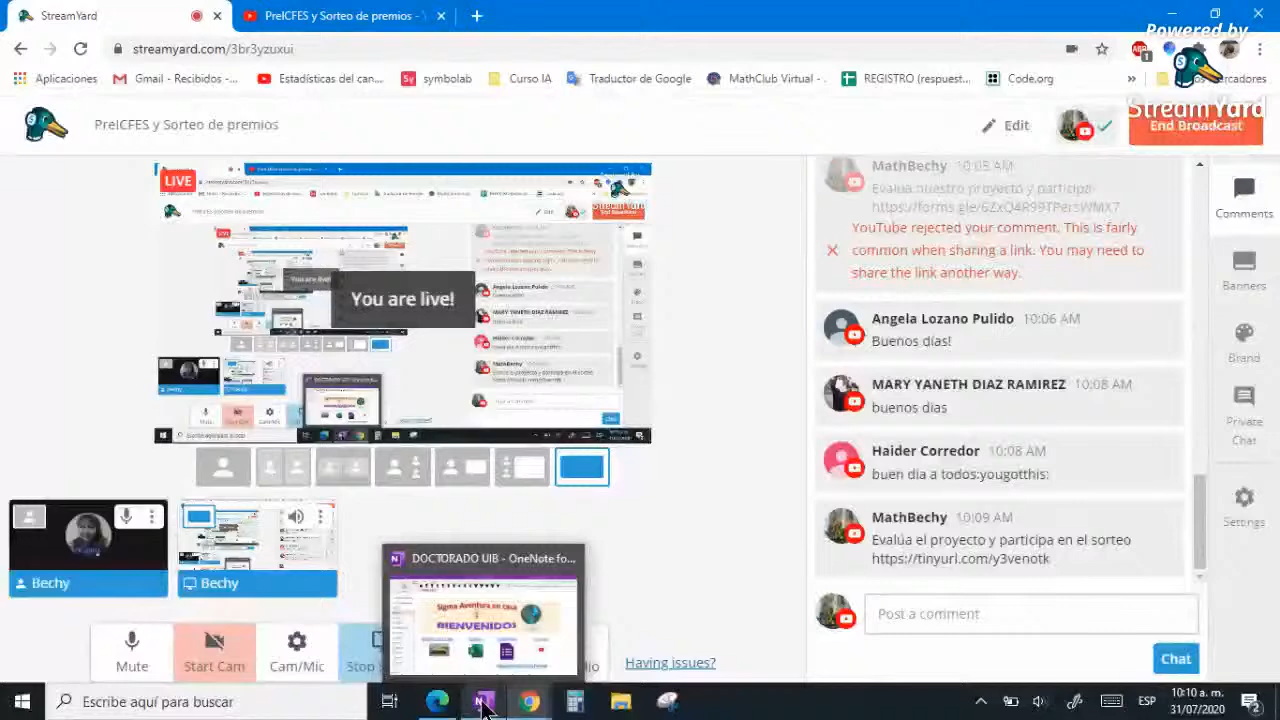 StreamYard
PreICFES y Sorteo de premios -
Powered by
StreamYard
streamyard.com/3br3yzuxui
Aplicaciones
Gmail - Recibidos -...
Estadísticas del can...
symbolab
Curso IA
Traductor de Google
MathClub Virtual -...
REGISTRO (respues...
Code.org
PreICFES y Sorteo de premios
Edit
End Broadcast
LIVE
You are live!
MathBechy 10:05 AM
YouTube rejected your comment. This is fairly
common when sharing a link. You may need to
share the link another way.
Angela Lozano Pulido 10:06 AM
Buenos días!
MARY YANETH DIAZ RAMIREZ 10:08 AM
buenos dias
Haider Corredor 10:08 AM
buen dia a todos:yougotthis:
MathBechy 10:09 AM
Evalúa el proyecto y participa en el sorteo
https://tinyurl.com/y3venotk
Post a comment
Chat
Comments
Banners
Brand
Private
Chat
Settings
Bechy
Bechy
DOCTORADO UIB - OneNote fo...
Sigma Aventura en casa
BIENVENIDOS
Mute
Start Cam
Cam/Mic
Stop
Having issues?
Escribe aquí para buscar
ESP
10:10 a. m.
31/07/2020
2